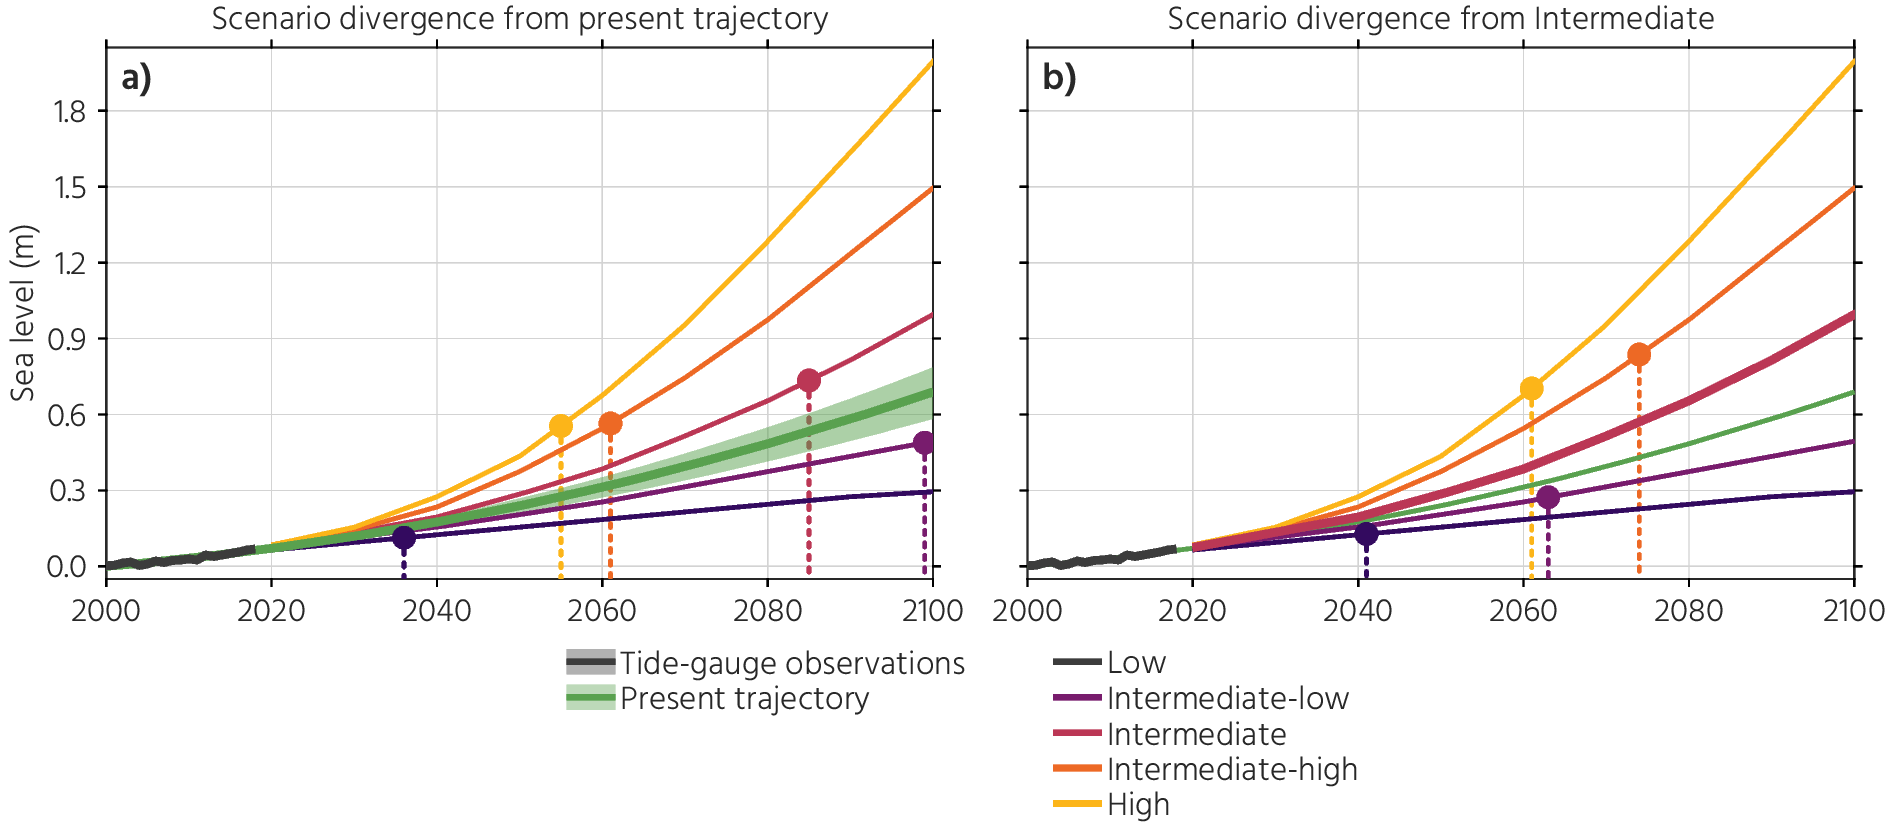 Scenario divergence from present trajectory
Scenario divergence from Intermediate
a)
b)
Sea level (m)
1.8
1.5
1.2
0.9
0.6
0.3
0.0
2000 2020 2040 2060 2080 2100
2000 2020 2040 2060 2080 2100
Tide-gauge observations
Present trajectory
Low
Intermediate-low
Intermediate
Intermediate-high
High